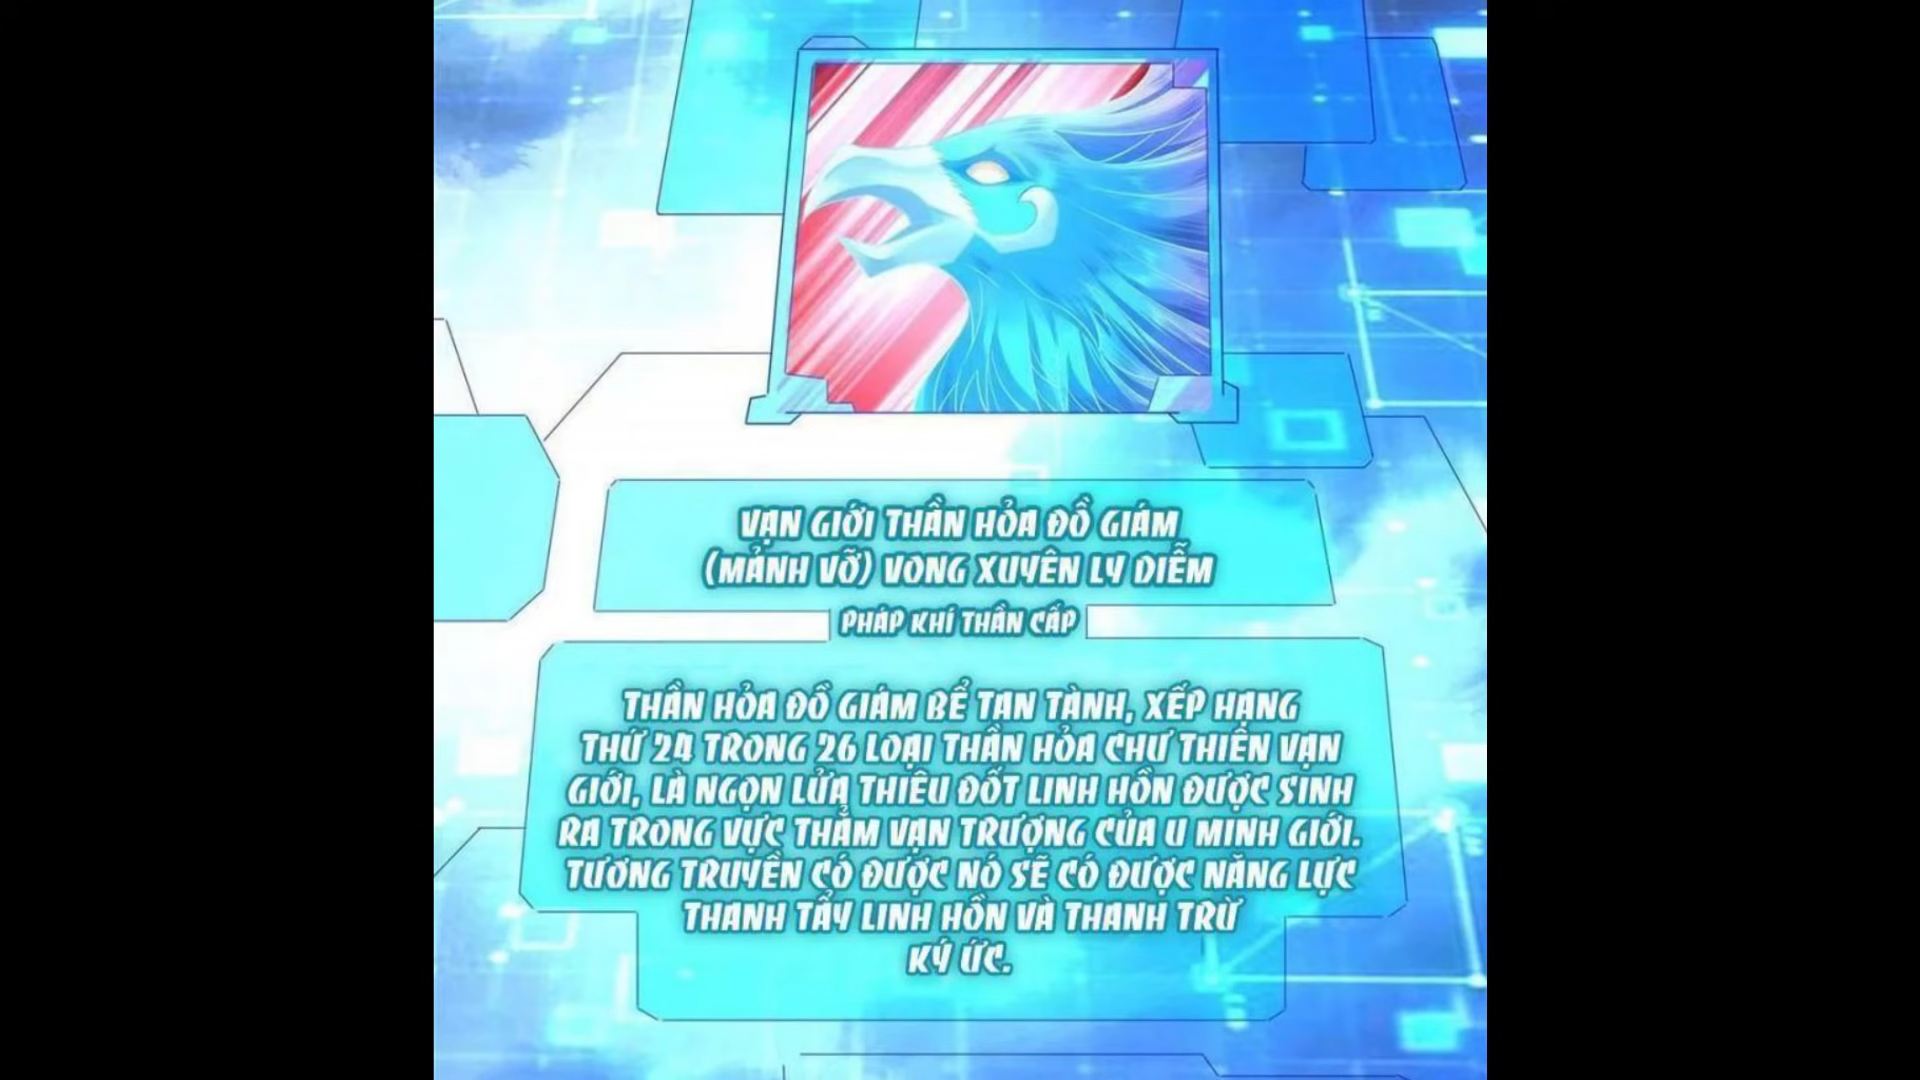 VẠN GIỚI THẦN HỎA ĐỒ GIÁM
(MẢNH VỠ) VONG XUYÊN LY DIỄM
PHÁP KHÍ THẦN CẤP
THẦN HỎA ĐỒ GIÁM BỂ TAN TÀNH, XẾP HẠNG
THỨ 24 TRONG 26 LOẠI THẦN HỎA CHƯ THIÊN VẠN
GIỚI, LÀ NGỌN LỬA THIÊU ĐỐT LINH HỒN ĐƯỢC SINH
RA TRONG VỰC THẲM VẠN TRƯỢNG CỦA U MINH GIỚI.
TƯƠNG TRUYỀN CÓ ĐƯỢC NÓ SẼ CÓ ĐƯỢC NĂNG LỰC
THANH TẨY LINH HỒN VÀ THANH TRỪ
KÝ ỨC.